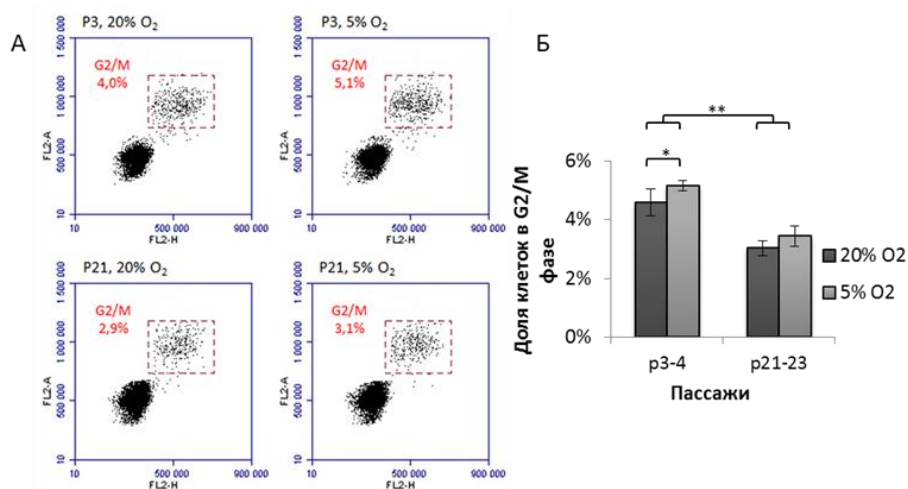 А
P3, 20% O2
1 500 000
1 000 000
500 000
10
FL2-A
G2/M
4,0%
10
500 000
900 000
FL2-H
P3, 5% O2
1 500 000
1 000 000
500 000
10
FL2-A
G2/M
5,1%
10
500 000
900 000
FL2-H
P21, 20% O2
1 500 000
1 000 000
500 000
10
FL2-A
G2/M
2,9%
10
500 000
900 000
FL2-H
P21, 5% O2
1 500 000
1 000 000
500 000
10
FL2-A
G2/M
3,1%
10
500 000
900 000
FL2-H
Б
**
*
6%
4%
2%
0%
Доля клеток в G2/M
фазе
p3-4
p21-23
Пассажи
20% O2
5% O2